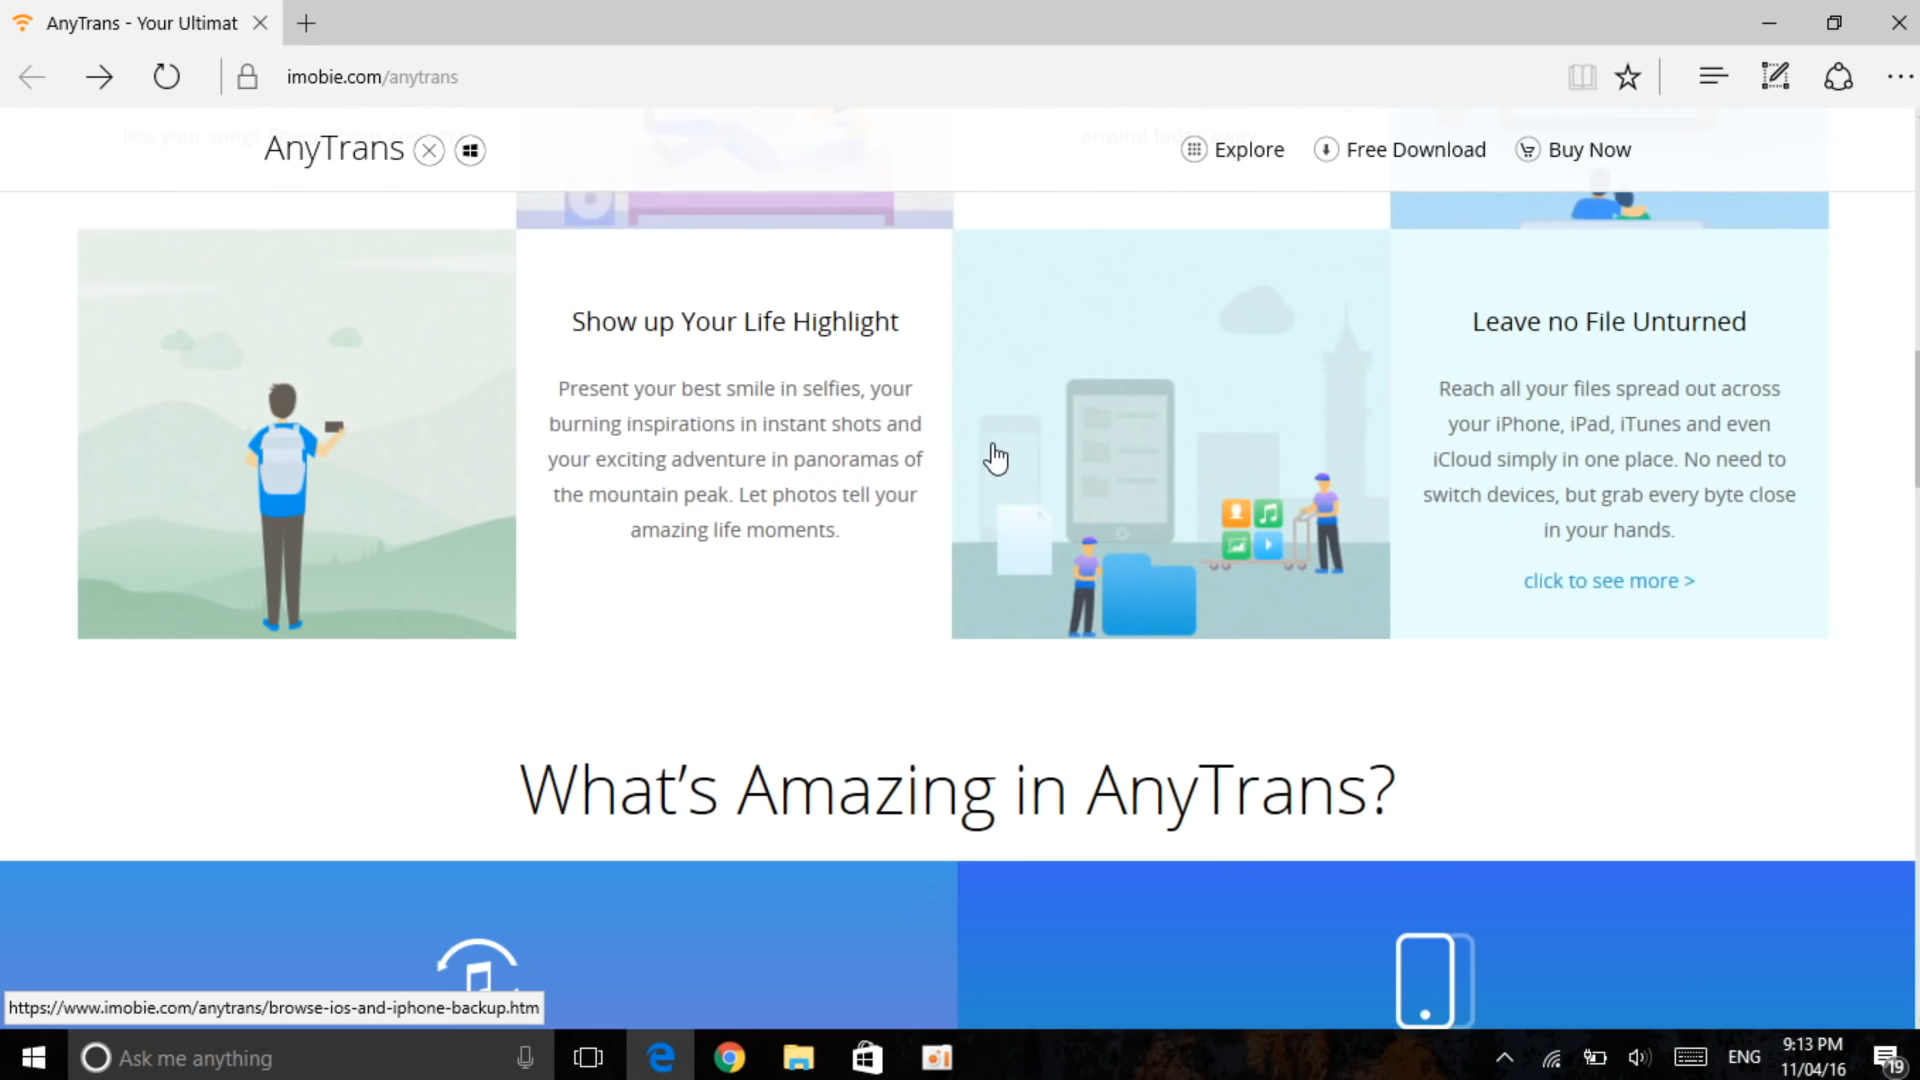 AnyTrans - Your Ultimat
imobie.com/anytrans
AnyTrans
Explore
Free Download
Buy Now
Show up Your Life Highlight
Present your best smile in selfies, your
burning inspirations in instant shots and
your exciting adventure in panoramas of
the mountain peak. Let photos tell your
amazing life moments.
Leave no File Unturned
Reach all your files spread out across
your iPhone, iPad, iTunes and even
iCloud simply in one place. No need to
switch devices, but grab every byte close
in your hands.
click to see more >
What's Amazing in AnyTrans?
https://www.imobie.com/anytrans/browse-ios-and-iphone-backup.htm
Ask me anything
ENG
9:13 PM
11/04/16
19